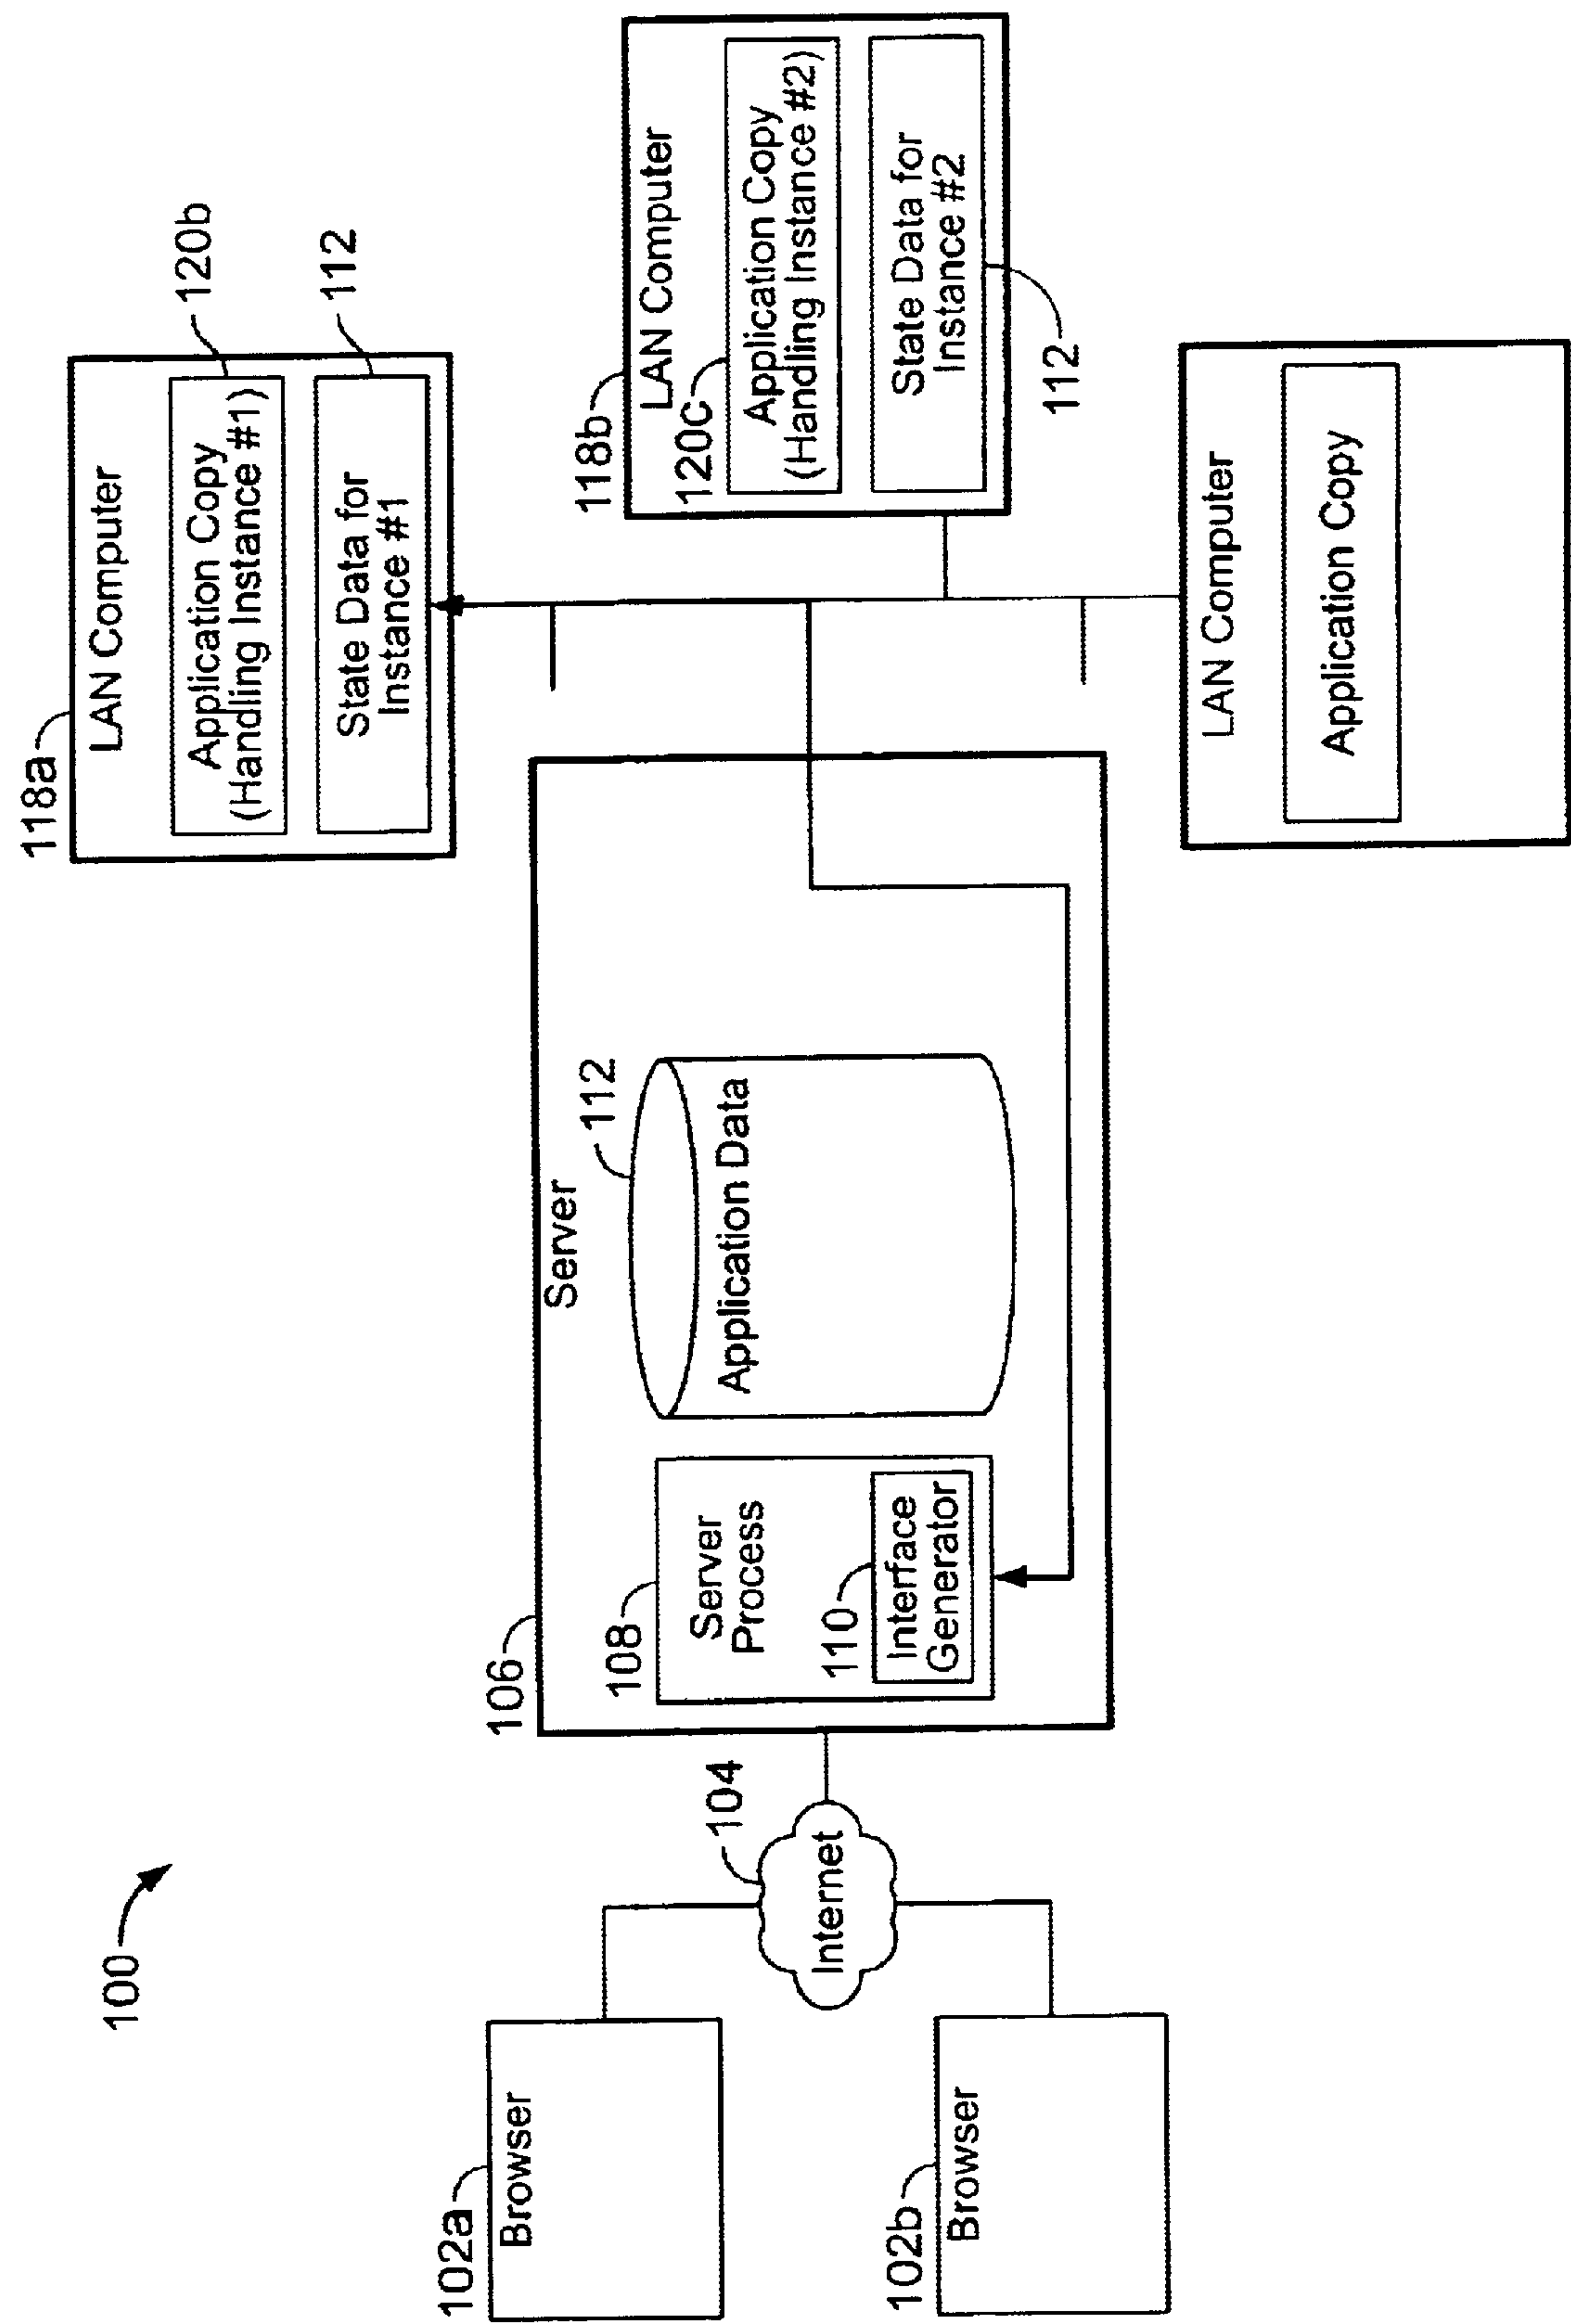 100
102a
Browser
102b
Browser
104
Internet
106
Server
108
Server
Process
110
Interface
Generator
112
Application Data
118a
LAN Computer
Application Copy
(Handling Instance #1)
120b
State Data for
Instance #1
112
118b
LAN Computer
120c
Application Copy
(Handling Instance #2)
State Data for
Instance #2
112
LAN Computer
Application Copy